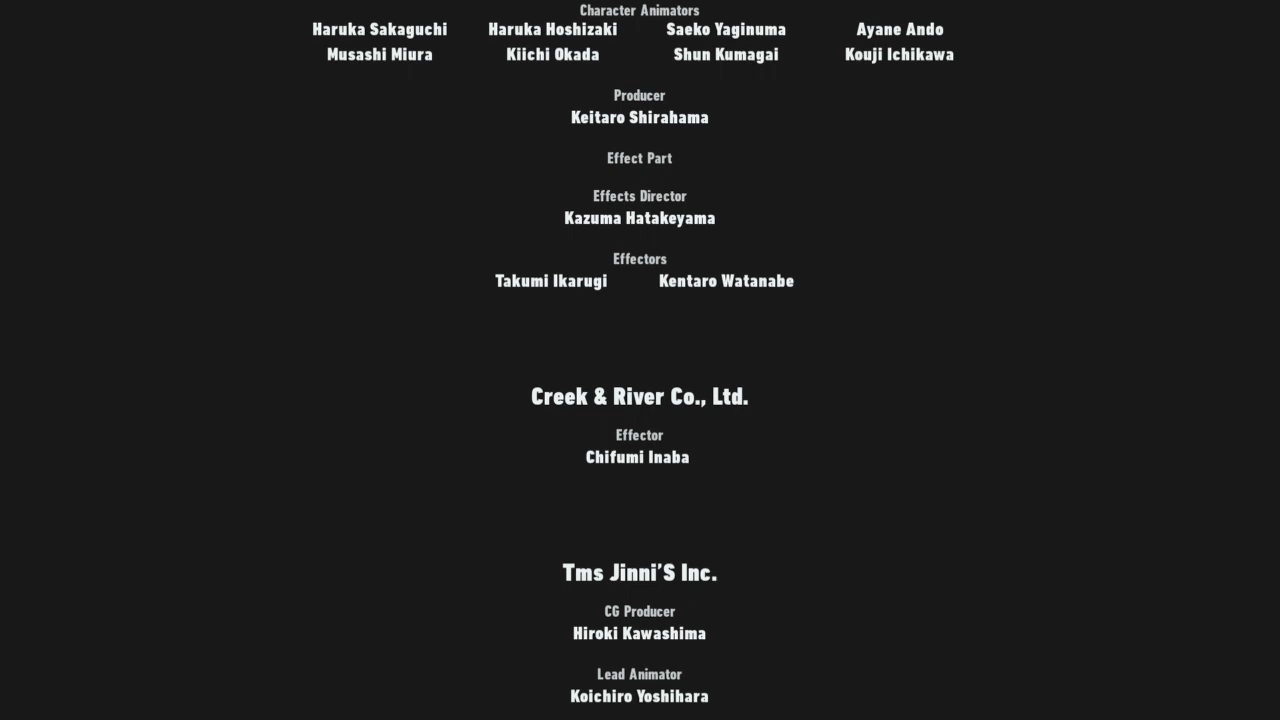 Character Animators
Haruka Sakaguchi Haruka Hoshizaki Saeko Yaginuma Ayane Ando
Musashi Miura Kiichi Okada Shun Kumagai Kouji Ichikawa
Producer
Keitaro Shirahama
Effect Part
Effects Director
Kazuma Hatakeyama
Effectors
Takumi Ikarugi Kentaro Watanabe
Creek & River Co., Ltd.
Effector
Chifumi Inaba
Tms Jinni'S Inc.
CG Producer
Hiroki Kawashima
Lead Animator
Koichiro Yoshihara